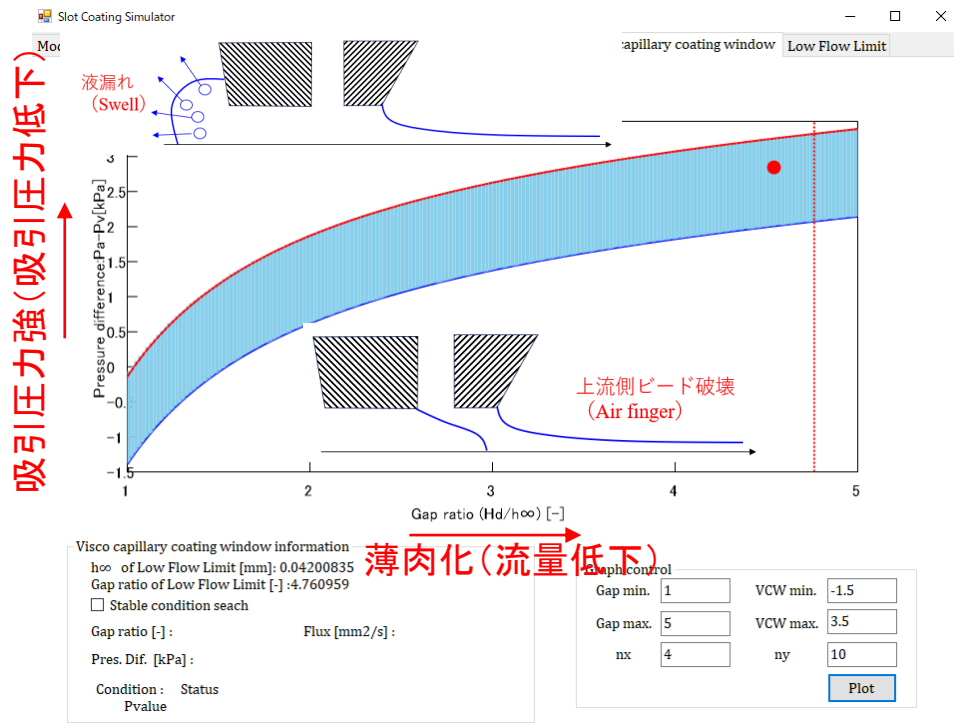 Slot Coating Simulator
capillary coating window
Low Flow Limit
液漏れ
（Swell）
吸引圧力強（吸引圧力低下）
Pressure difference:Pa-Pv[kPa]
3
2.5
2
1.5
1
0.5
0
-0.
-1
-1.5
上流側ビード破壊
（Air finger）
1
2
3
4
5
Gap ratio (Hd/h∞) [-]
薄肉化（流量低下）
Visco capillary coating window information
h∞ of Low Flow Limit [mm]: 0.04200835
Gap ratio of Low Flow Limit [-] :4.760959
Stable condition seach
Gap ratio [-] :
Flux [mm2/s] :
Pres. Dif. [kPa] :
Condition : Status
Pvalue
Graph control
Gap min. 1
VCW min. -1.5
Gap max. 5
VCW max. 3.5
nx 4
ny 10
Plot